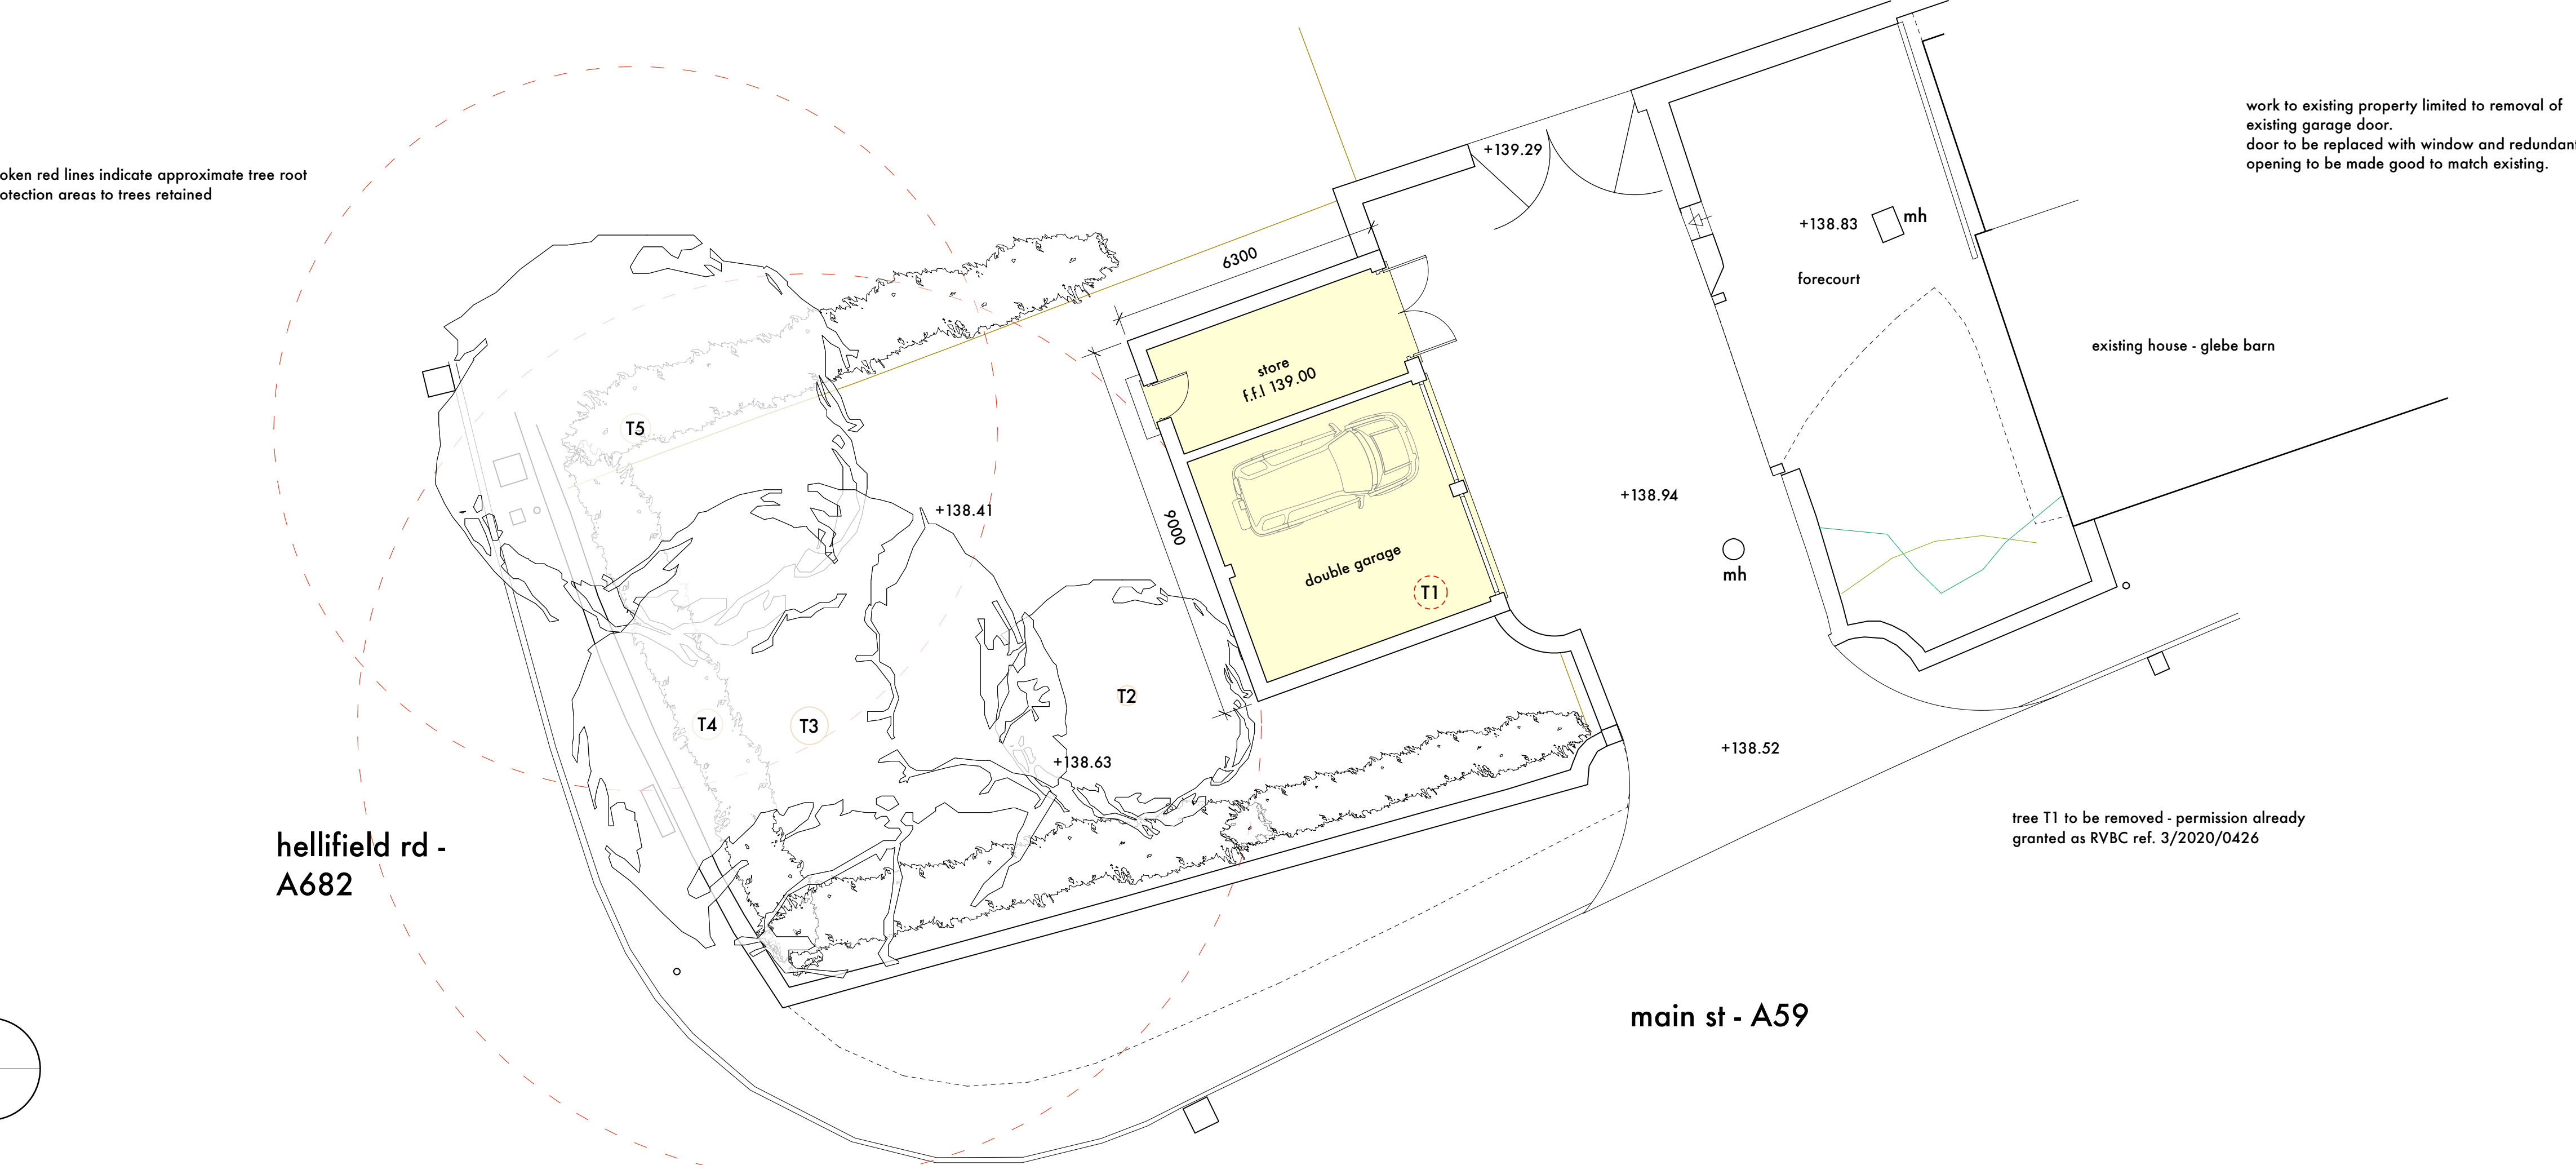 work to existing property limited to removal of
existing garage door.
door to be replaced with window and redundant
opening to be made good to match existing.
oken red lines indicate approximate tree root
otection areas to trees retained
+139.29
+138.83
mh
forecourt
6300
existing house - glebe barn
store
f.f.l 139.00
T5
+138.41
9000
+138.94
double garage
T1
mh
T2
T4
T3
+138.63
+138.52
tree T1 to be removed - permission already
granted as RVBC ref. 3/2020/0426
hellifield rd -
A682
main st - A59